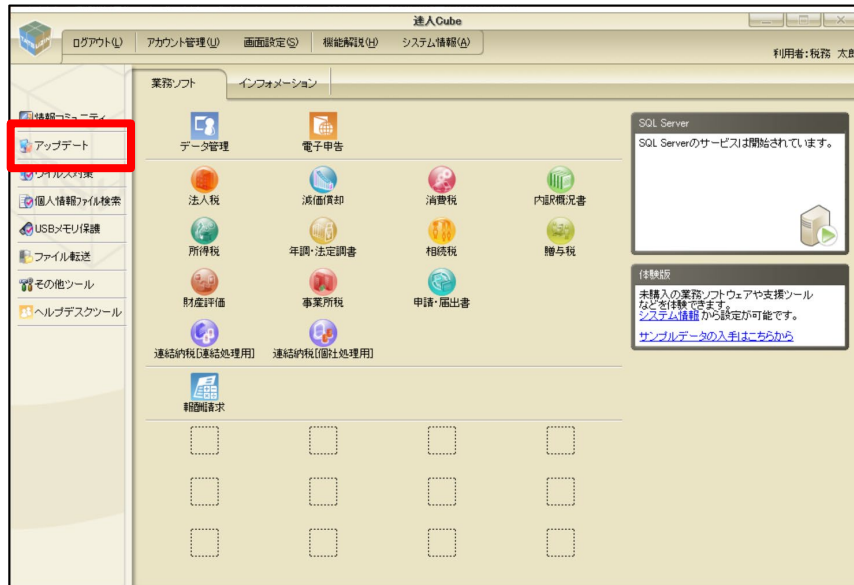 達人Cube
ログアウト(L) アカウント管理(U) 画面設定(S) 機能解説(H) システム情報(A)
利用者:税務 太郎
業務ソフト インフォメーション
情報コミュニティ
アップデート
ウイルス対策
個人情報ファイル検索
USBメモリ保護
ファイル転送
その他ツール
ヘルプデスクツール
データ管理 電子申告
法人税 減価償却 消費税 内訳概況書
所得税 年調・法定調書 相続税 贈与税
財産評価 事業所税 申請・届出書
連結納税[連結処理用] 連結納税[個社処理用]
報酬請求
SQL Server
SQL Serverのサービスは開始されています。
体験版
未購入の業務ソフトウェアや支援ツール
などを体験できます。
システム情報 から設定が可能です。
サンプルデータの入手はこちらから